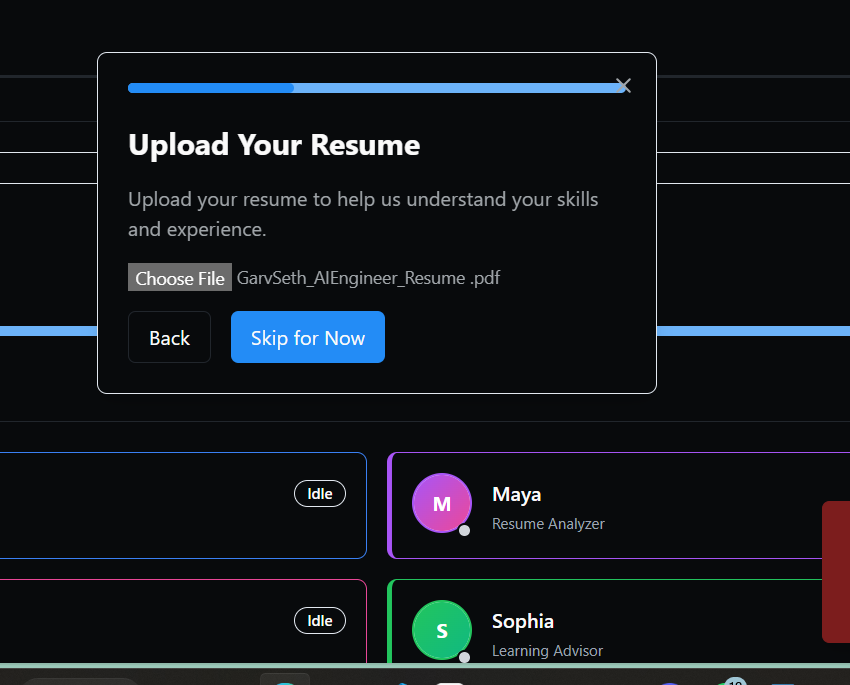 Upload Your Resume
Upload your resume to help us understand your skills
and experience.
Choose File GarvSeth_AIEngineer_Resume .pdf
Back Skip for Now
Idle
M
Maya
Resume Analyzer
Idle
S
Sophia
Learning Advisor